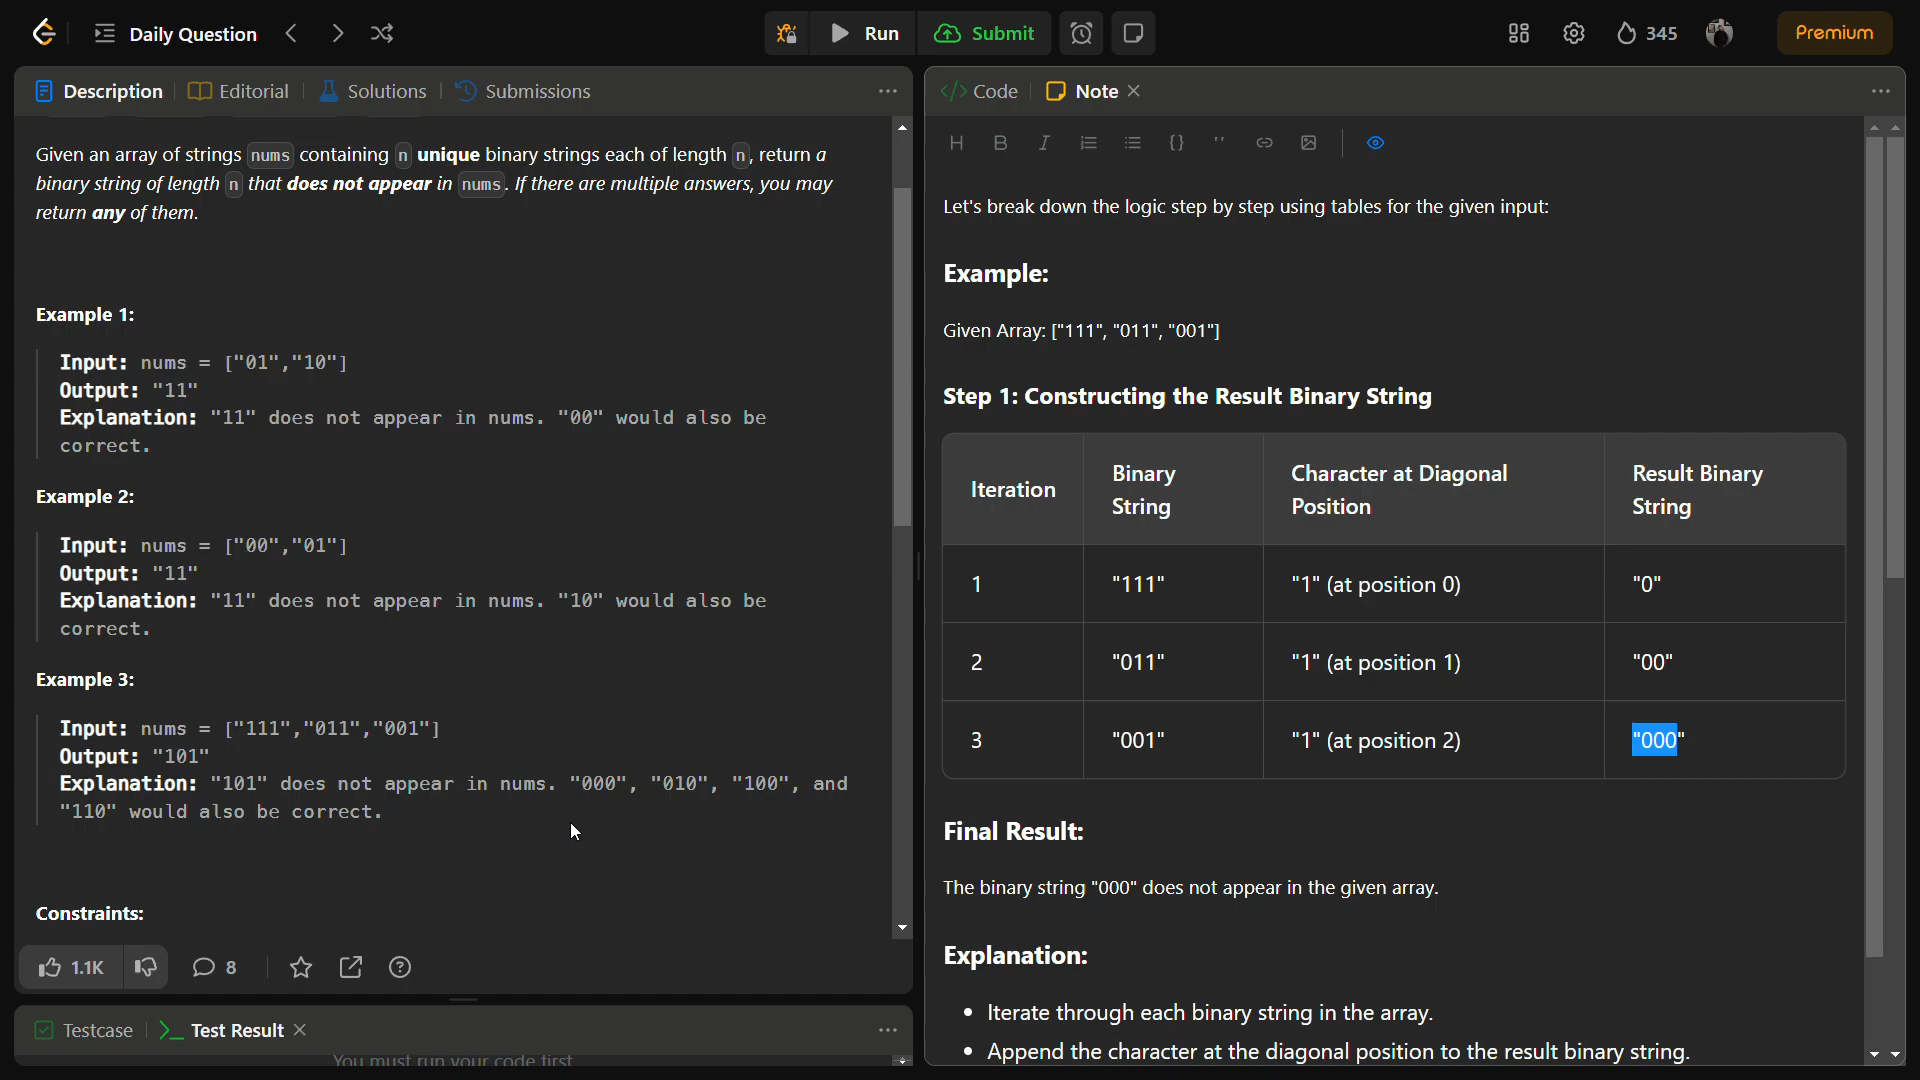 Daily Question
Run
Submit
345
Premium
Description
Editorial
Solutions
Submissions
Given an array of strings nums containing n unique binary strings each of length n, return a
binary string of length n that does not appear in nums. If there are multiple answers, you may
return any of them.
Example 1:
Input: nums = ["01","10"]
Output: "11"
Explanation: "11" does not appear in nums. "00" would also be
correct.
Example 2:
Input: nums = ["00","01"]
Output: "11"
Explanation: "11" does not appear in nums. "10" would also be
correct.
Example 3:
Input: nums = ["111","011","001"]
Output: "101"
Explanation: "101" does not appear in nums. "000", "010", "100", and
"110" would also be correct.
Constraints:
1.1K
8
Testcase
Test Result
You must run your code first
</> Code
Note
H B I {} "
Let's break down the logic step by step using tables for the given input:
Example:
Given Array: ["111", "011", "001"]
Step 1: Constructing the Result Binary String
Iteration
Binary
String
Character at Diagonal
Position
Result Binary
String
1 "111" "1" (at position 0) "0"
2 "011" "1" (at position 1) "00"
3 "001" "1" (at position 2) "000"
Final Result:
The binary string "000" does not appear in the given array.
Explanation:
• Iterate through each binary string in the array.
• Append the character at the diagonal position to the result binary string.